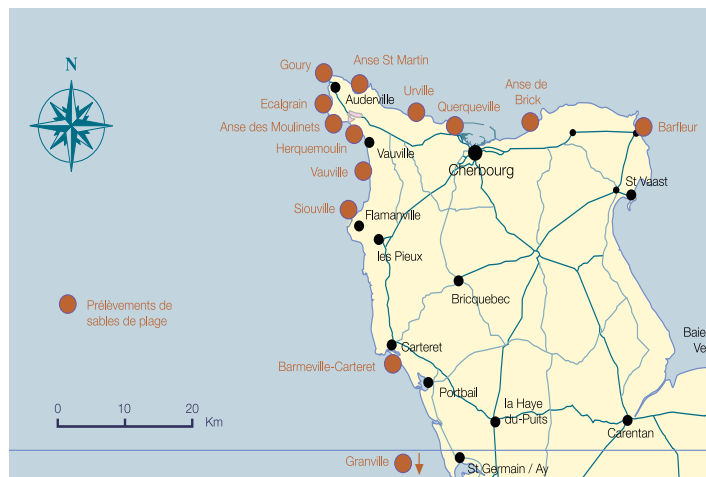 N
Goury
Anse St Martin
Auderville
Ecalgrain
Urville
Anse de
Brick
Querqueville
Anse des Moulinets
Barfleur
Herquemoulin
Vauville
Cherbourg
Vauville
St Vaast
Siouville
Flamanville
les Pieux
Bricquebec
Prélèvements de
sables de plage
Baie
Ve
Carteret
Barmeville-Carteret
Portbail
la Haye
du-Puits
0 10 20
Km
Carentan
Granville
St Germain / Ay